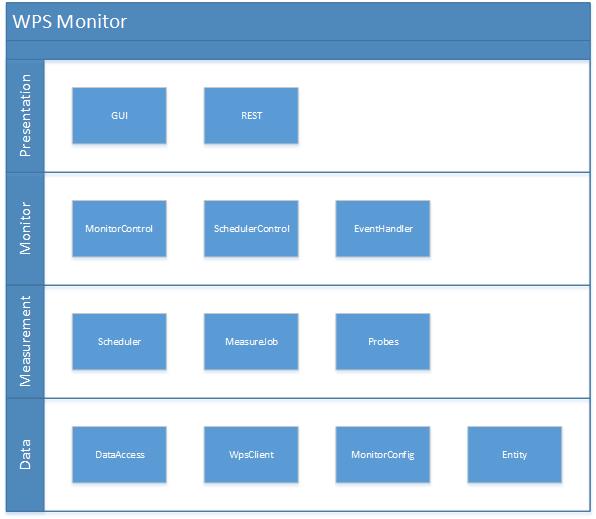 WPS Monitor
Presentation
GUI
REST
Monitor
MonitorControl
SchedulerControl
EventHandler
Measurement
Scheduler
MeasureJob
Probes
Data
DataAccess
WpsClient
MonitorConfig
Entity